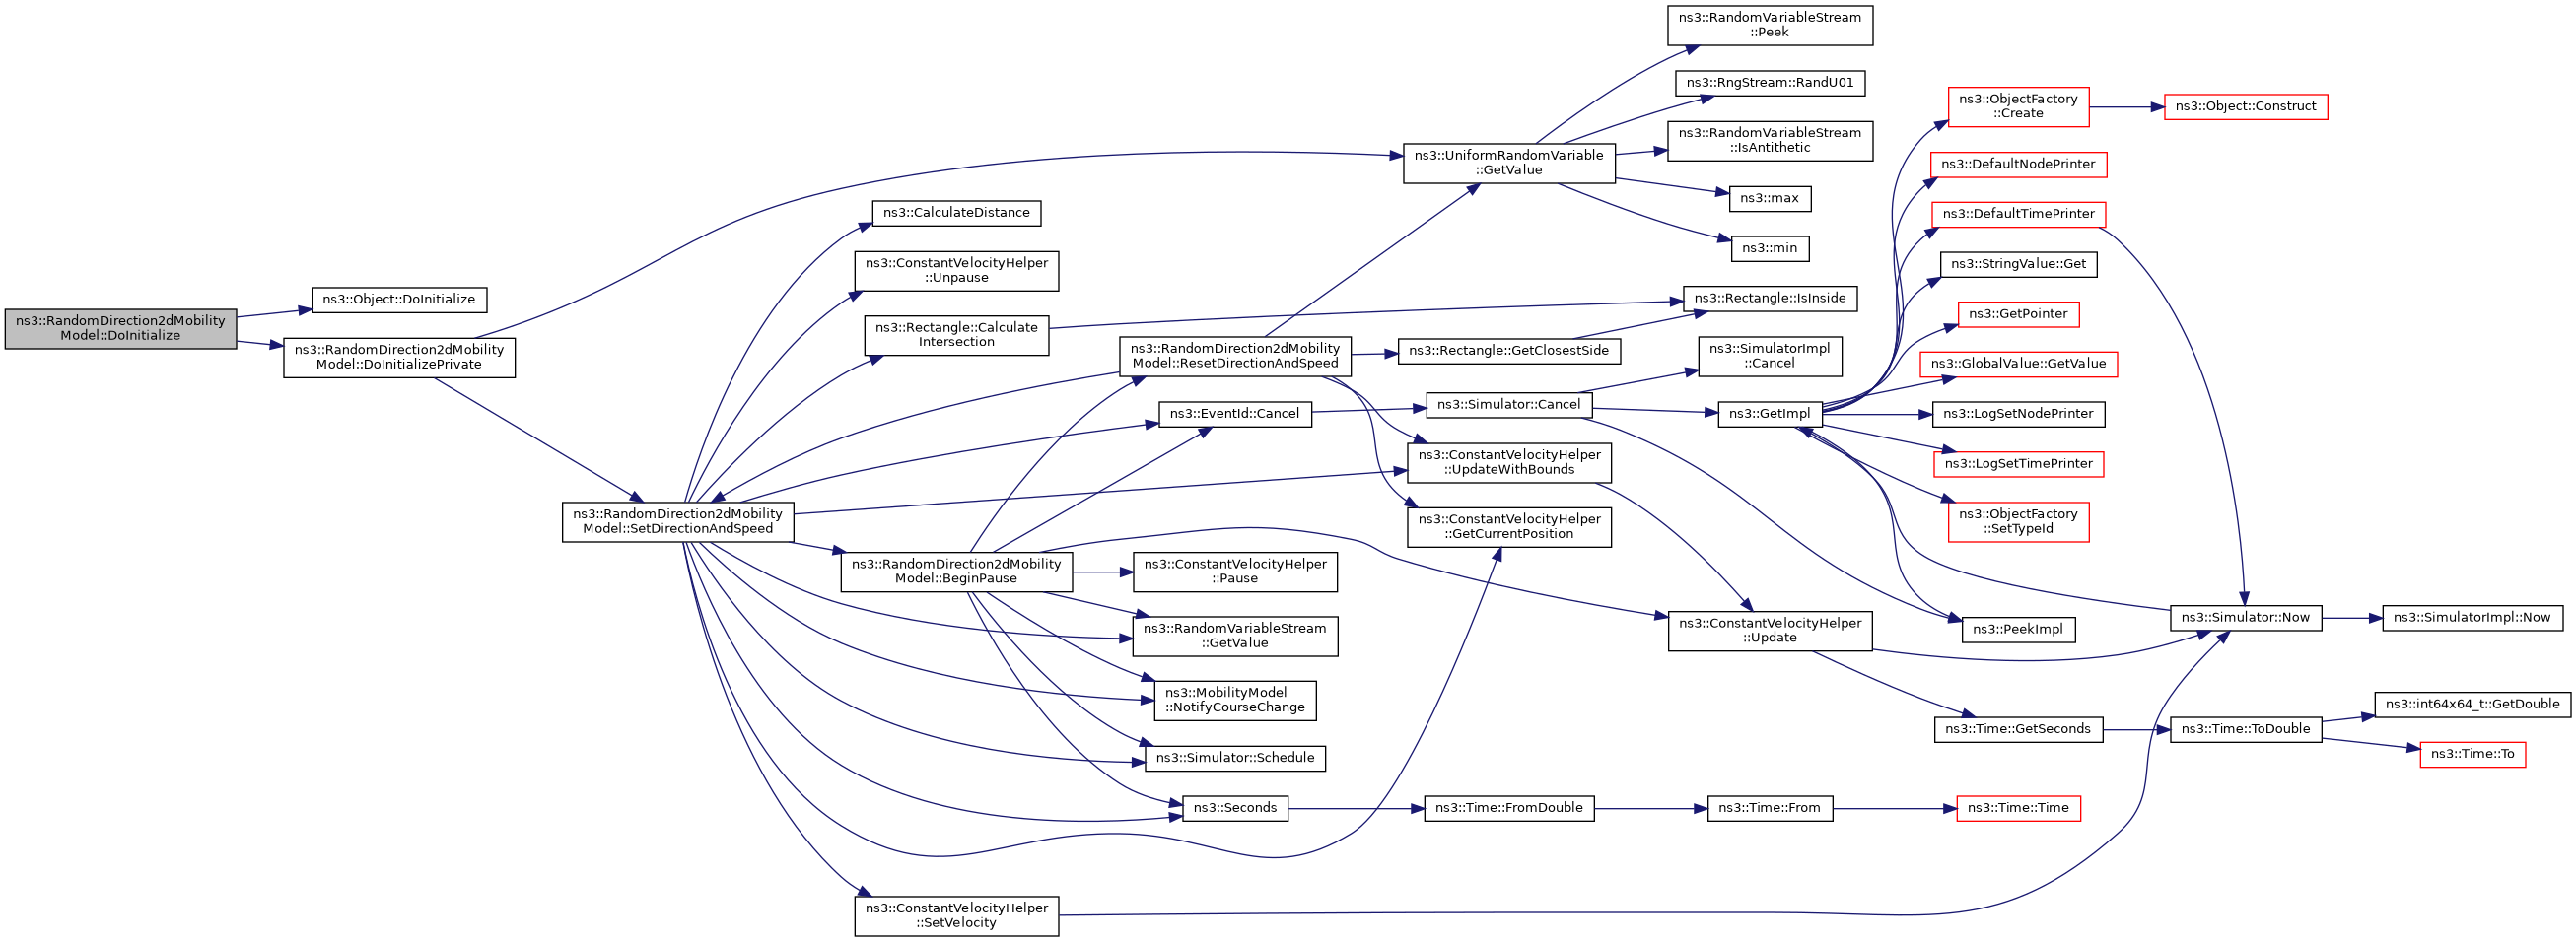 ns3::RandomDirection2dMobility
Model::DoInitialize
ns3::Object::DoInitialize
ns3::RandomDirection2dMobility
Model::DoInitializePrivate
ns3::RandomDirection2dMobility
Model::SetDirectionAndSpeed
ns3::CalculateDistance
ns3::ConstantVelocityHelper
::Unpause
ns3::Rectangle::Calculate
Intersection
ns3::RandomDirection2dMobility
Model::BeginPause
ns3::ConstantVelocityHelper
::SetVelocity
ns3::RandomDirection2dMobility
Model::ResetDirectionAndSpeed
ns3::EventId::Cancel
ns3::ConstantVelocityHelper
::Pause
ns3::RandomVariableStream
::GetValue
ns3::MobilityModel
::NotifyCourseChange
ns3::Simulator::Schedule
ns3::Seconds
ns3::UniformRandomVariable
::GetValue
ns3::Rectangle::GetClosestSide
ns3::Simulator::Cancel
ns3::ConstantVelocityHelper
::UpdateWithBounds
ns3::ConstantVelocityHelper
::GetCurrentPosition
ns3::Time::FromDouble
ns3::RandomVariableStream
::Peek
ns3::RngStream::RandU01
ns3::RandomVariableStream
::IsAntithetic
ns3::max
ns3::min
ns3::Rectangle::IsInside
ns3::SimulatorImpl
::Cancel
ns3::GetImpl
ns3::ConstantVelocityHelper
::Update
ns3::Time::From
ns3::ObjectFactory
::Create
ns3::DefaultNodePrinter
ns3::DefaultTimePrinter
ns3::StringValue::Get
ns3::GetPointer
ns3::GlobalValue::GetValue
ns3::LogSetNodePrinter
ns3::LogSetTimePrinter
ns3::ObjectFactory
::SetTypeId
ns3::PeekImpl
ns3::Time::GetSeconds
ns3::Time::Time
ns3::Object::Construct
ns3::Simulator::Now
ns3::Time::ToDouble
ns3::SimulatorImpl::Now
ns3::int64x64_t::GetDouble
ns3::Time::To